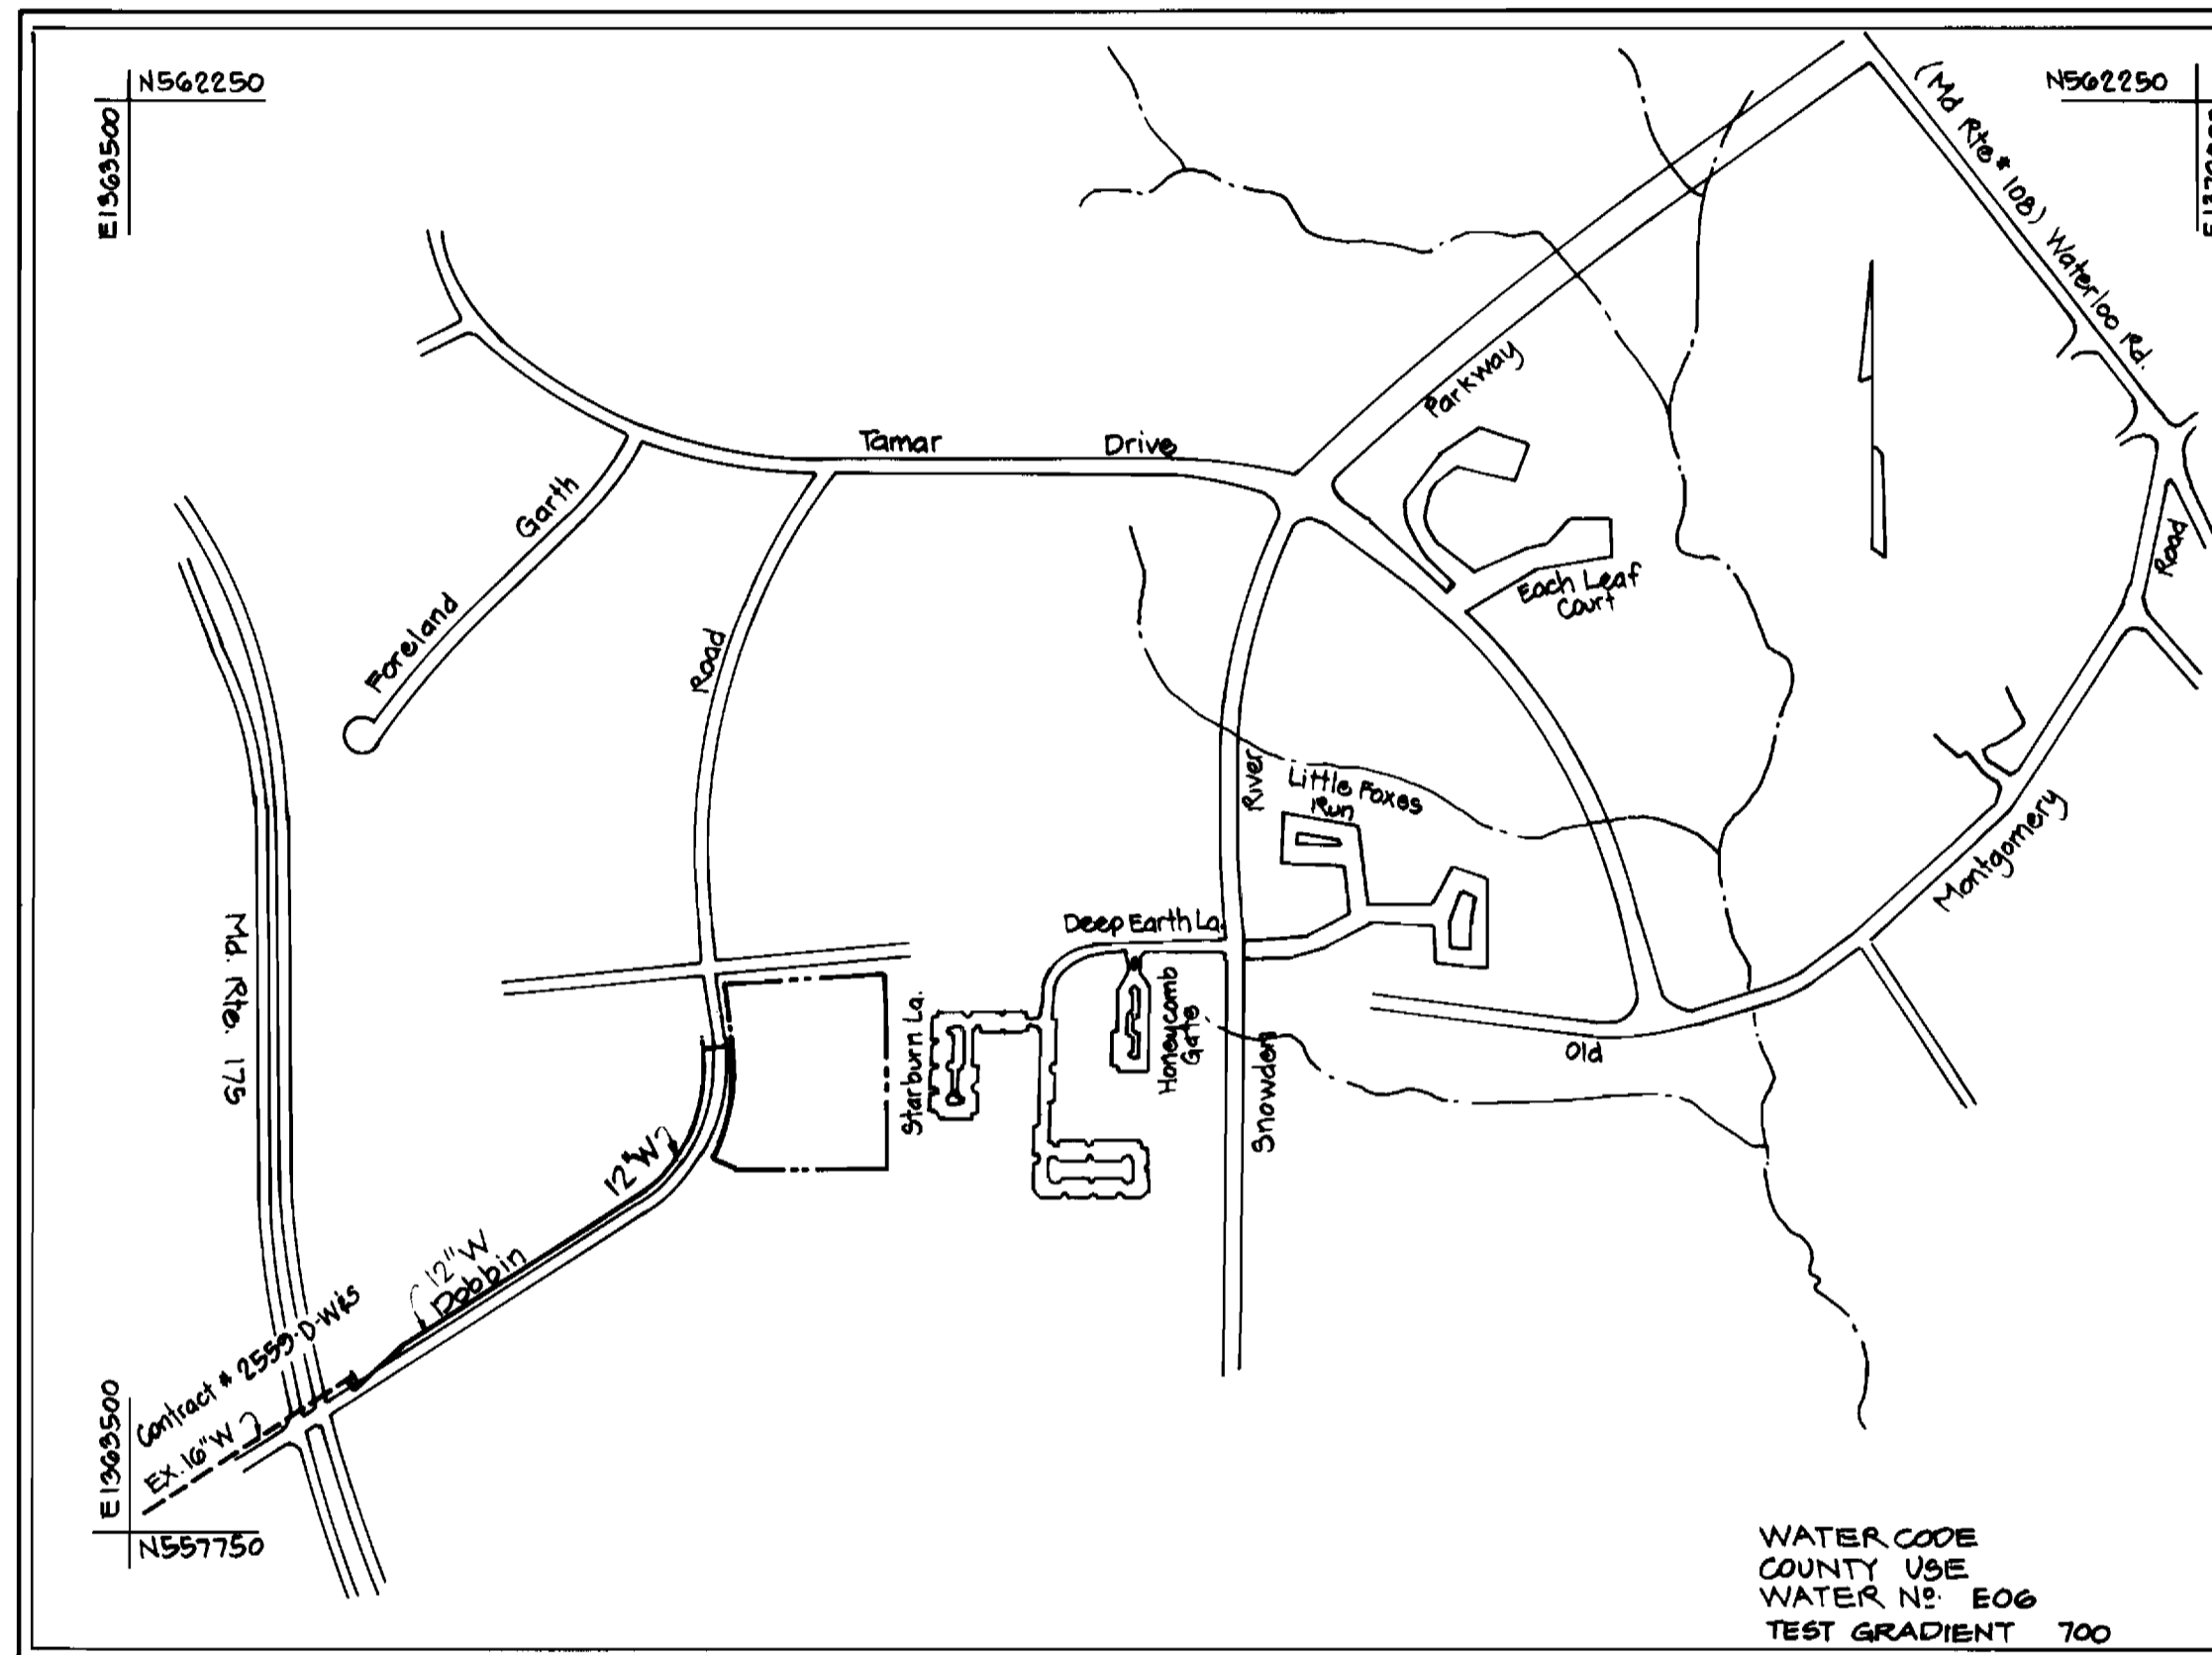 N562250
E1363500
N562250
(Md Rte # 108) Waterloo Rd.
Parkway
Tamar Drive
Garth
Foreland
Each Leaf
Court
Road
Road
River
Little Foxes
Run
Montgomery
Md. Rte. 175
Deep Earth La.
Starburn La.
Honeycomb
Gate
Snowden
Old
12"W
12"W
Dobbin
Contract # 2559-D-W&S
Ex. 16"W
E1363500
N557750
WATER CODE
COUNTY USE
WATER Nº. E06
TEST GRADIENT 700